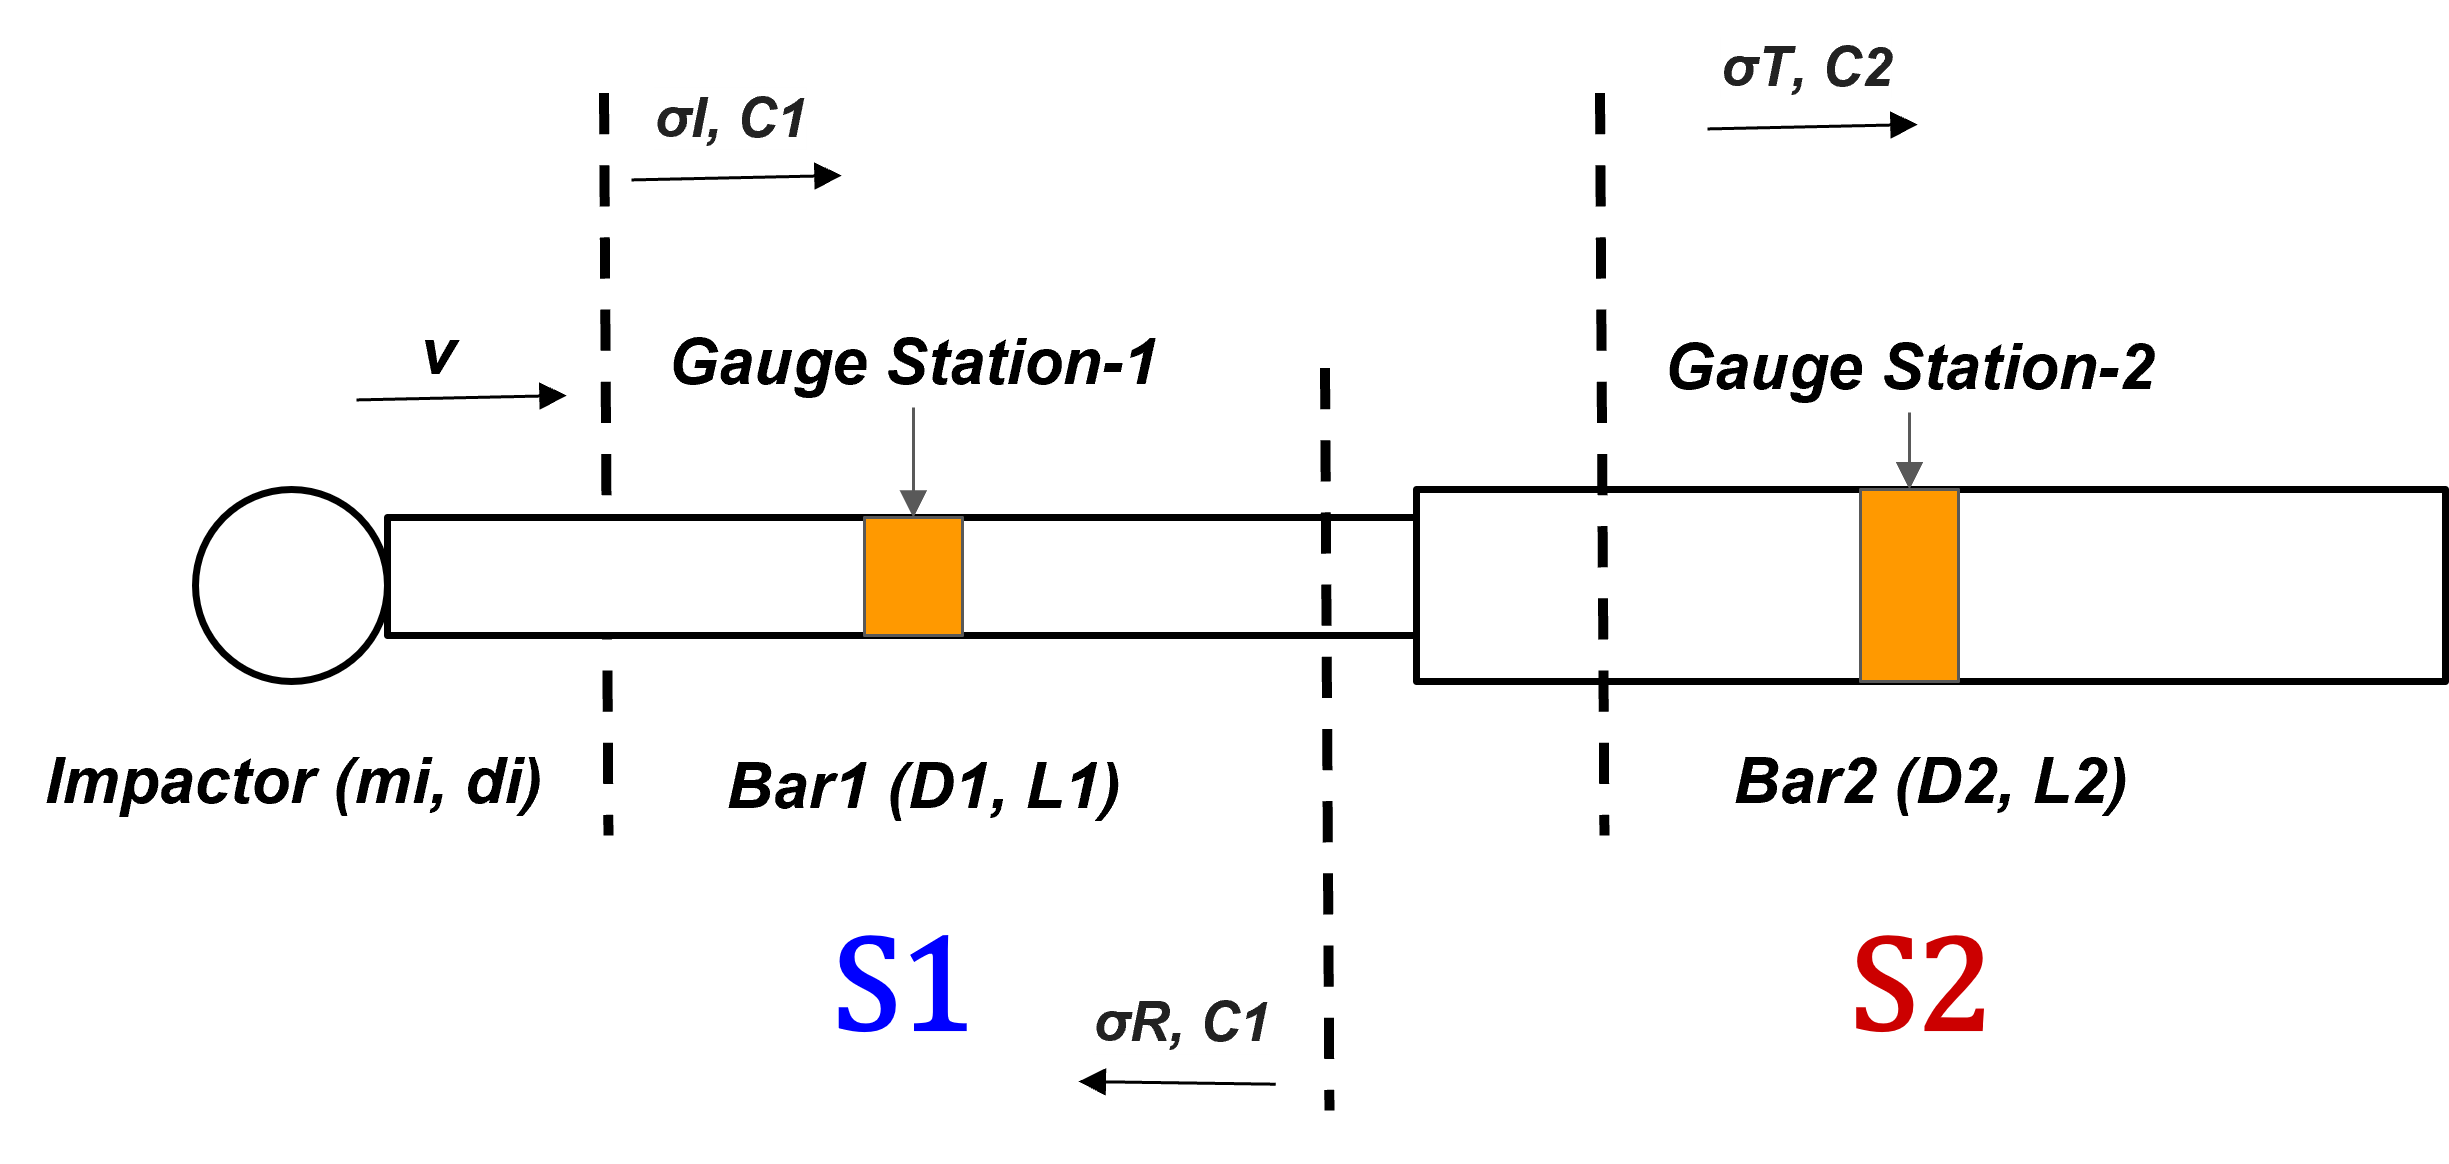 σT, C2
σI, C1
v
Gauge Station-1
Gauge Station-2
Impactor (mi, di)
Bar1 (D1, L1)
Bar2 (D2, L2)
S1
S2
σR, C1